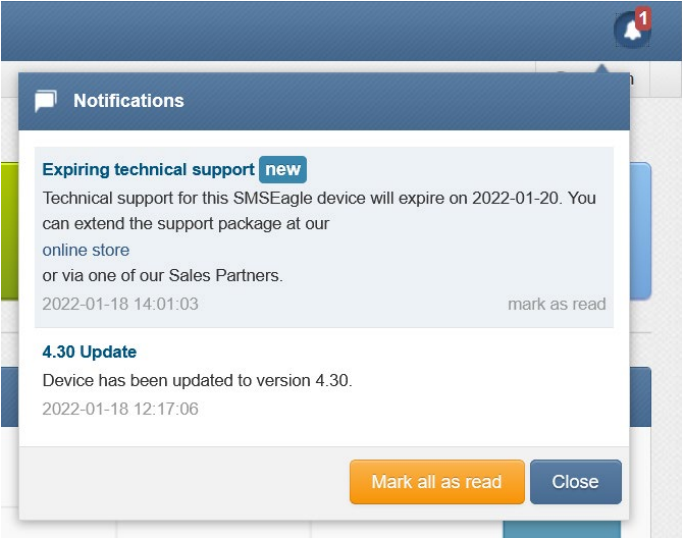 1
Notifications
Expiring technical support new
Technical support for this SMSEagle device will expire on 2022-01-20. You
can extend the support package at our
online store
or via one of our Sales Partners.
2022-01-18 14:01:03 mark as read
4.30 Update
Device has been updated to version 4.30.
2022-01-18 12:17:06
Mark all as read Close